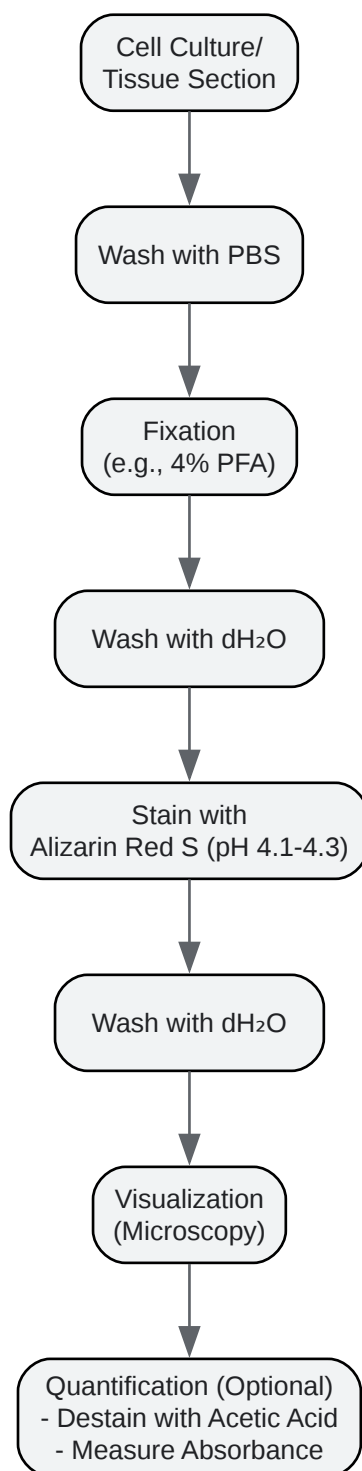 Cell Culture/
Tissue Section
Wash with PBS
Fixation
(e.g., 4% PFA)
Wash with dH₂O
Stain with
Alizarin Red S (pH 4.1-4.3)
Wash with dH₂O
Visualization
(Microscopy)
Quantification (Optional)
- Destain with Acetic Acid
- Measure Absorbance